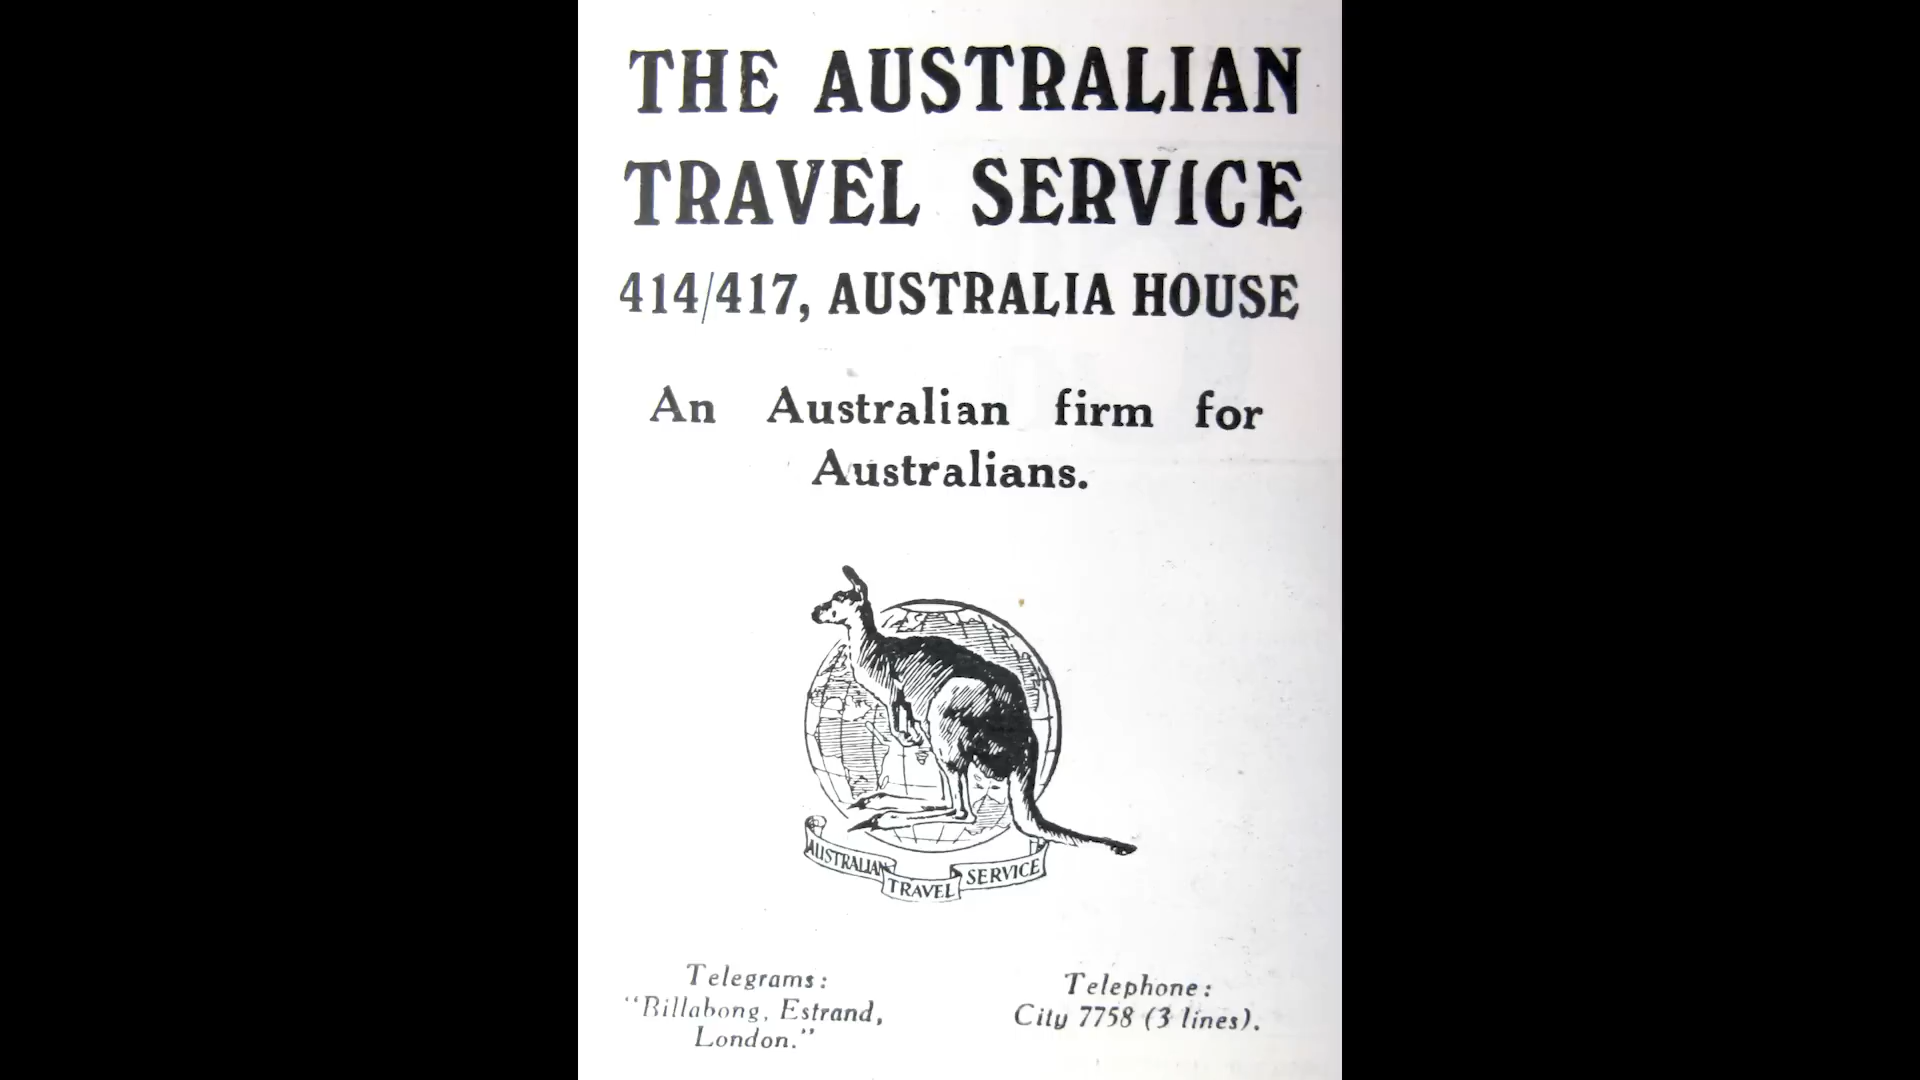 THE AUSTRALIAN
TRAVEL SERVICE
414/417, AUSTRALIA HOUSE
An Australian firm for
Australians.
AUSTRALIAN
TRAVEL
SERVICE
Telegrams:
"Billabong, Estrand,
London."
Telephone:
City 7758 (3 lines).